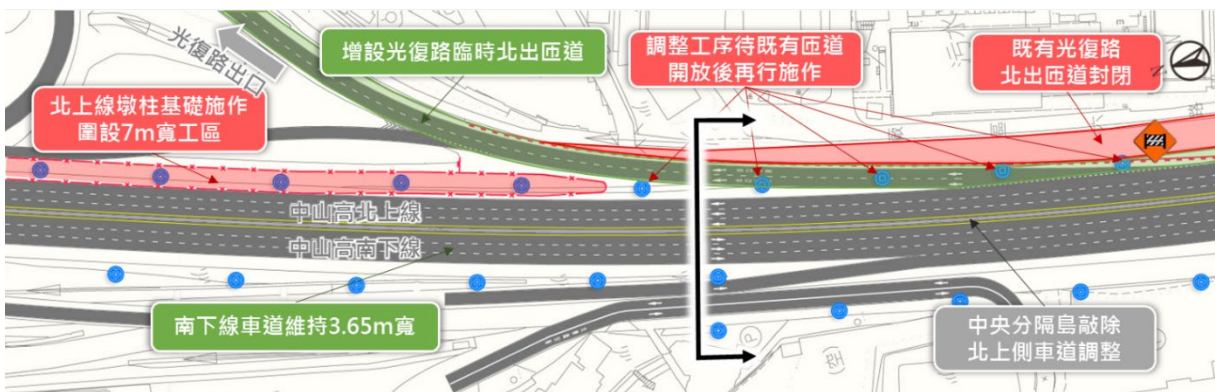 光復路出口
增設光復路臨時北出匝道
調整工序待既有匝道
開放後再行施作
既有光復路
北出匝道封閉
N
北上線墩柱基礎施作
圍設7m寬工區
中山高北上線
中山高南下線
南下線車道維持3.65m寬
中央分隔島敲除
北上側車道調整
P